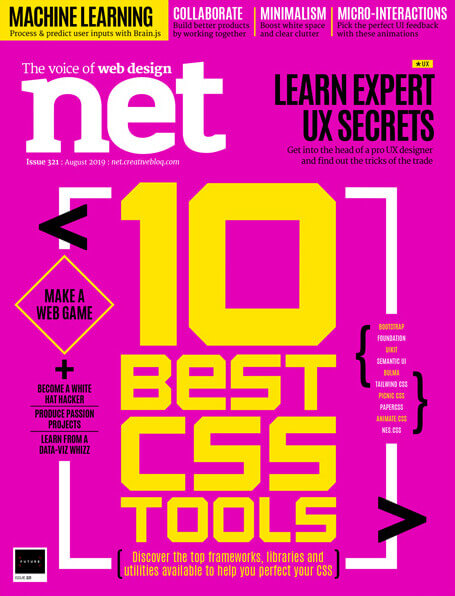 MACHINE LEARNING
Process & predict user inputs with Brain.js
COLLABORATE
Build better products
by working together
MINIMALISM
Boost white space
and clear clutter
MICRO-INTERACTIONS
Pick the perfect UI feedback
with these animations
The voice of web design
net
Issue 321 : August 2019 : net.creativebloq.com
★UX
LEARN EXPERT
UX SECRETS
Get into the head of a pro UX designer
and find out the tricks of the trade
<
10
BeST
CSS
TOOLS
MAKE A
WEB GAME
+
BECOME A WHITE
HAT HACKER
PRODUCE PASSION
PROJECTS
LEARN FROM A
DATA-VIZ WHIZZ
{
BOOTSTRAP
FOUNDATION
UIKIT
SEMANTIC UI
BULMA
TAILWIND CSS
PICNIC CSS
PAPERCSS
ANIMATE.CSS
NES.CSS
}
>
{ Discover the top frameworks, libraries and
utilities available to help you perfect your CSS }
FUTURE
ISSUE 321